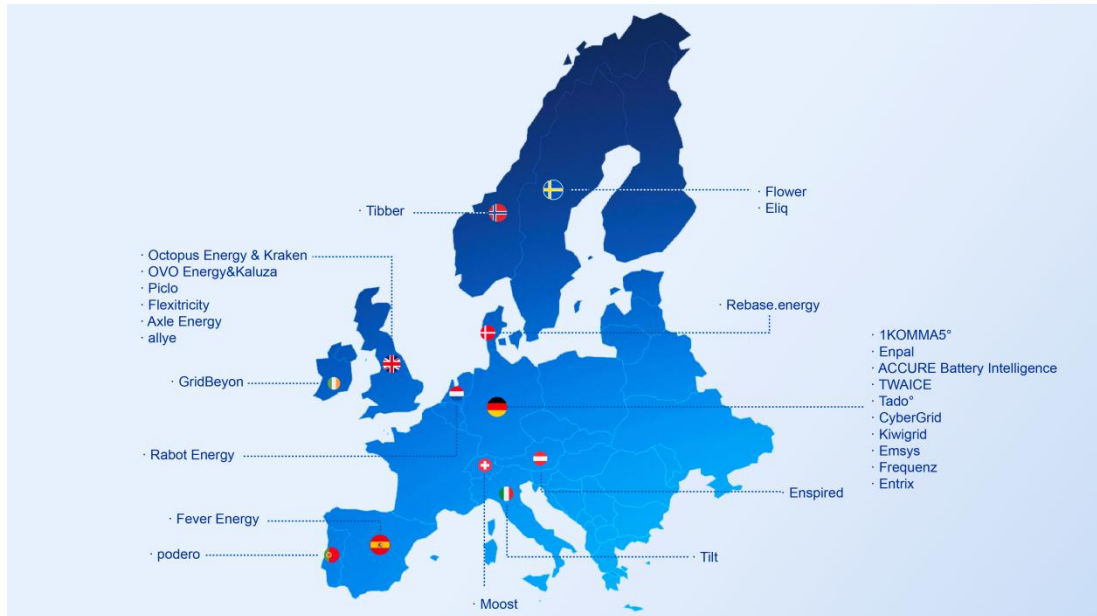 · Flower
· Eliq
· Tibber
· Octopus Energy & Kraken
· OVO Energy&Kaluza
· Piclo
· Flexitricity
· Axle Energy
· allye
· Rebase.energy
· 1KOMMA5°
· Enpal
· ACCURE Battery Intelligence
· TWAICE
· Tado°
· CyberGrid
· Kiwigrid
· Emsys
· Frequenz
· Entrix
· GridBeyon
· Rabot Energy
· Enspired
· Fever Energy
· podero
· Tilt
· Moost